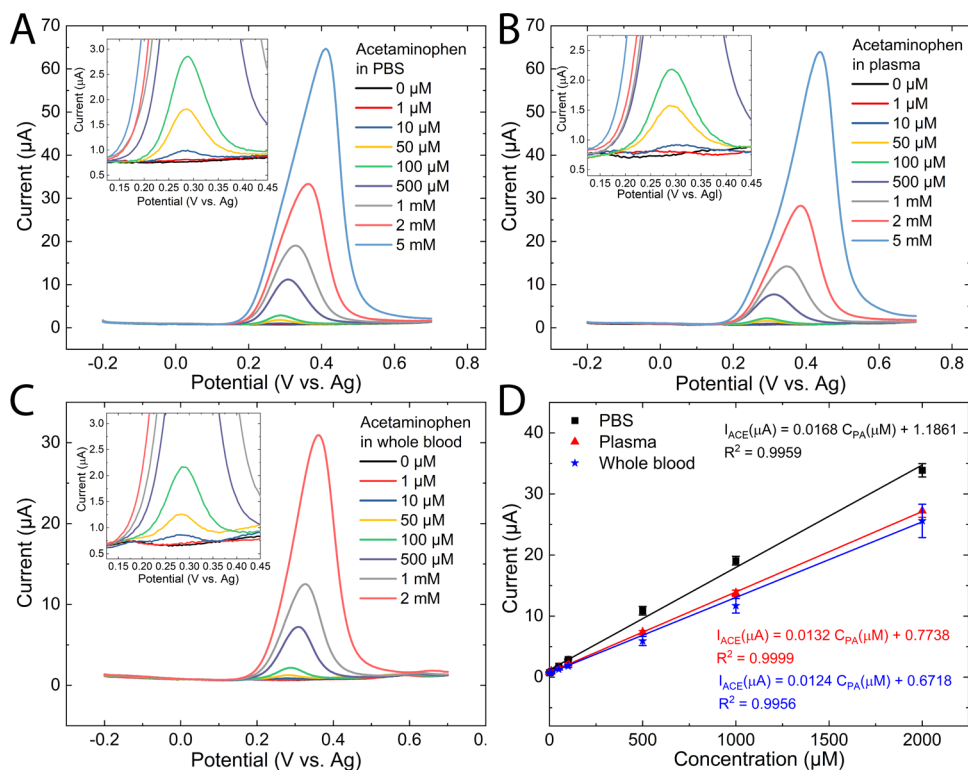 A
70
60
50
40
30
20
10
0
Current (µA)
-0.2
0.0
0.2
0.4
0.6
0.8
Potential (V vs. Ag)
3.0
2.5
2.0
1.5
1.0
0.5
Current (µA)
0.15
0.20
0.25
0.30
0.35
0.40
0.45
Potential (V vs. Ag)
Acetaminophen
in PBS
0 µM
1 µM
10 µM
50 µM
100 µM
500 µM
1 mM
2 mM
5 mM
B
70
60
50
40
30
20
10
0
Current (µA)
-0.2
0.0
0.2
0.4
0.6
0.8
Potential (V vs. Ag)
2.5
2.0
1.5
1.0
0.5
Current (µA)
0.15
0.20
0.25
0.30
0.35
0.40
0.45
Potential (V vs. Agl)
Acetaminophen
in plasma
0 µM
1 µM
10 µM
50 µM
100 µM
500 µM
1 mM
2 mM
5 mM
C
30
20
10
0
Current (µA)
-0.2
0.0
0.2
0.4
0.6
0.
Potential (V vs. Ag)
3.0
2.5
2.0
1.5
1.0
0.5
Current (µA)
0.15
0.20
0.25
0.30
0.35
0.40
0.45
Potential (V vs. Ag)
Acetaminophen
in whole blood
0 µM
1 µM
10 µM
50 µM
100 µM
500 µM
1 mM
2 mM
D
40
30
20
10
0
Current (µA)
0
500
1000
1500
2000
Concentration (µM)
PBS
Plasma
Whole blood
I_ACE(µA) = 0.0168 C_PA(µM) + 1.1861
R² = 0.9959
I_ACE(µA) = 0.0132 C_PA(µM) + 0.7738
R² = 0.9999
I_ACE(µA) = 0.0124 C_PA(µM) + 0.6718
R² = 0.9956